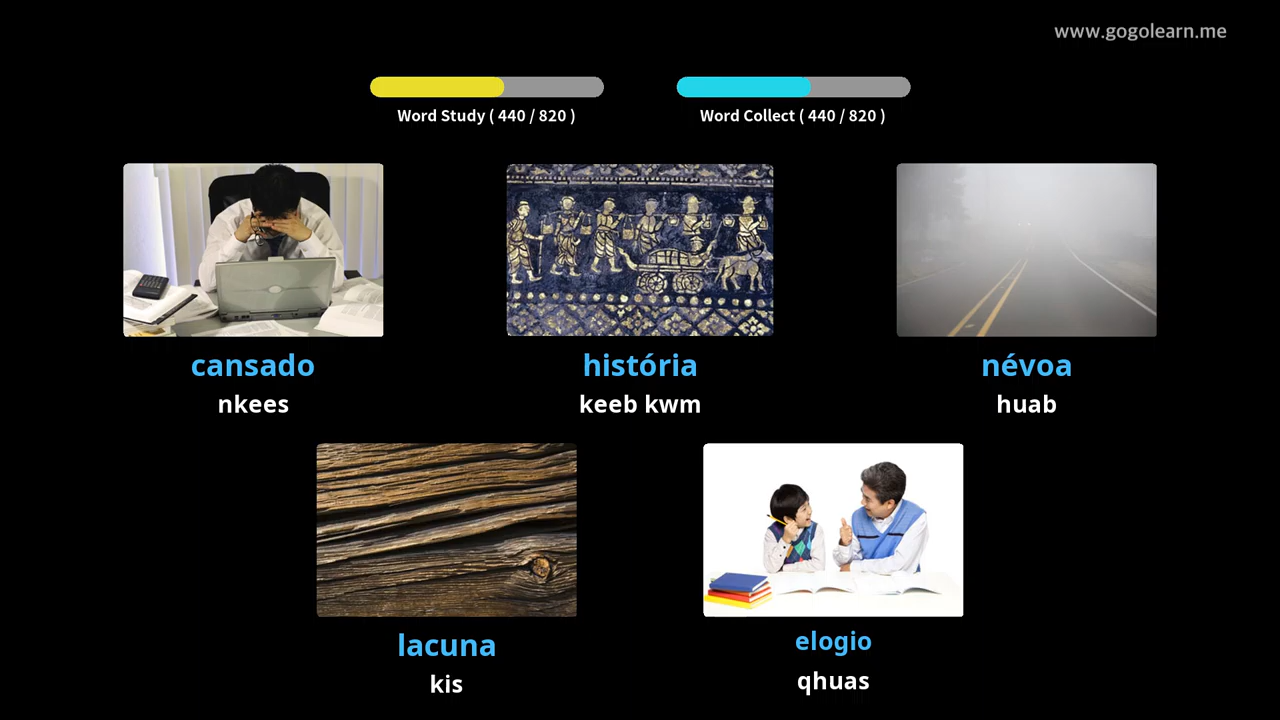 www.gogolearn.me
Word Study ( 440 / 820 )
Word Collect ( 440 / 820 )
cansado
nkees
história
keeb kwm
névoa
huab
lacuna
kis
elogio
qhuas